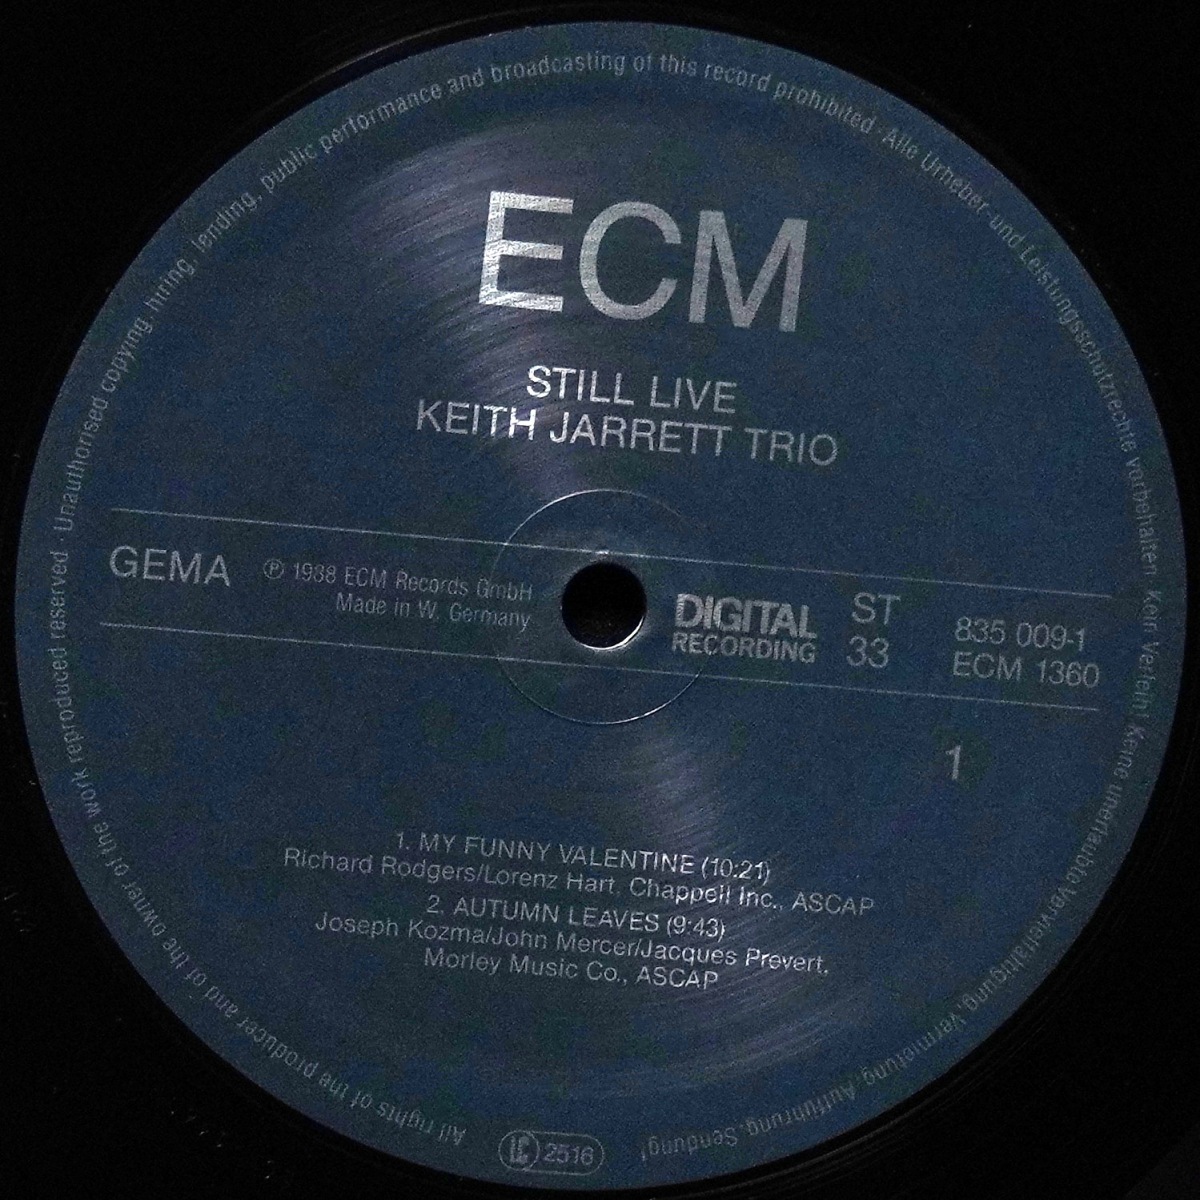 ECM
STILL LIVE
KEITH JARRETT TRIO
GEMA
℗ 1988 ECM Records GmbH
Made in W. Germany
DIGITAL
RECORDING
ST
33
835 009-1
ECM 1360
1
1. MY FUNNY VALENTINE (10:21)
Richard Rodgers/Lorenz Hart, Chappell Inc., ASCAP
2. AUTUMN LEAVES (9:43)
Joseph Kozma/John Mercer/Jacques Prevert,
Morley Music Co., ASCAP
All rights of the producer and of the owner of the work reproduced reserved · Unauthorised copying, hiring, lending, public performance and broadcasting of this record prohibited · Alle Urheber- und Leistungsschutzrechte vorbehalten · Kein Verleih! Keine unerlaubte Vervielfältigung, Vermietung, Aufführung, Sendung!
LC 2516